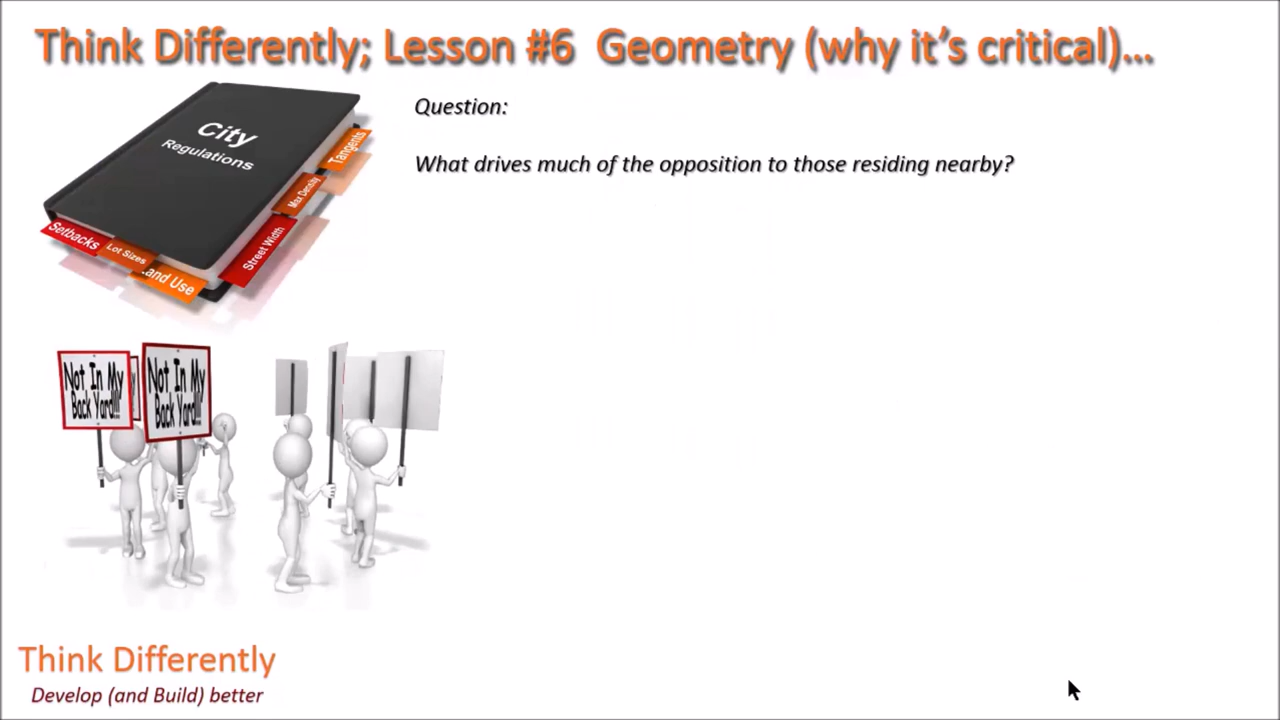 Think Differently; Lesson #6 Geometry (why it's critical)...
City
Regulations
Tangents
Max Density
Street Width
Setbacks
Lot Sizes
Land Use
Question:
What drives much of the opposition to those residing nearby?
Not In My
Back Yard!!!
Not In My
Back Yard!!!
Think Differently
Develop (and Build) better